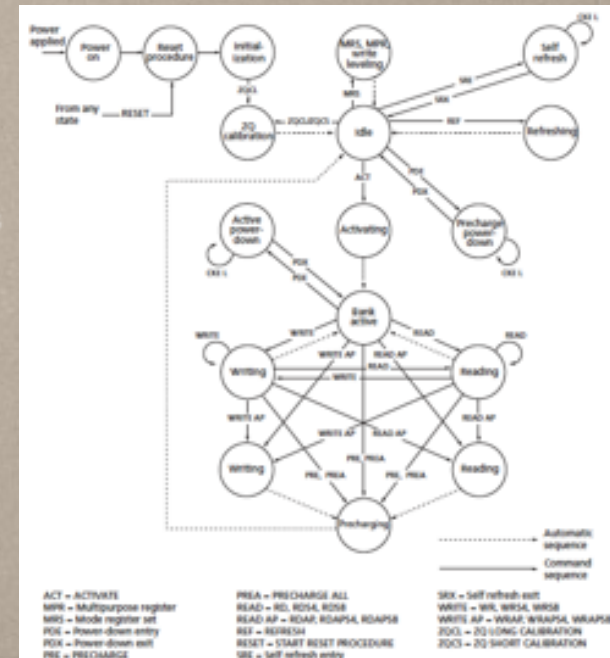 Power
applied
Power
on
Reset
procedure
Initial-
ization
MRS, MPR,
write
leveling
Self
refresh
CKE L
From any
state
RESET
ZQCL
ZQ
calibration
ZQCL/ZQCS
MRS
SRE
SRX
Idle
REF
Refreshing
PDE
PDX
ACT
Active
power-
down
Activating
Precharge
power-
down
CKE L
CKE L
PDX
PDE
Bank
active
WRITE
WRITE
READ
READ
WRITE AP
READ AP
Writing
READ
WRITE
Reading
WRITE AP
WRITE AP
READ AP
READ AP
PRE, PREA
Writing
PRE, PREA
PRE, PREA
Reading
Precharging
Automatic
sequence
Command
sequence
ACT = ACTIVATE
MPR = Multipurpose register
MRS = Mode register set
PDE = Power-down entry
PDX = Power-down exit
PRE = PRECHARGE
PREA = PRECHARGE ALL
READ = RD, RDS4, RDS8
READ AP = RDAP, RDAPS4, RDAPS8
REF = REFRESH
RESET = START RESET PROCEDURE
SRE = Self refresh entry
SRX = Self refresh exit
WRITE = WR, WRS4, WRS8
WRITE AP = WRAP, WRAPS4, WRAPS8
ZQCL = ZQ LONG CALIBRATION
ZQCS = ZQ SHORT CALIBRATION